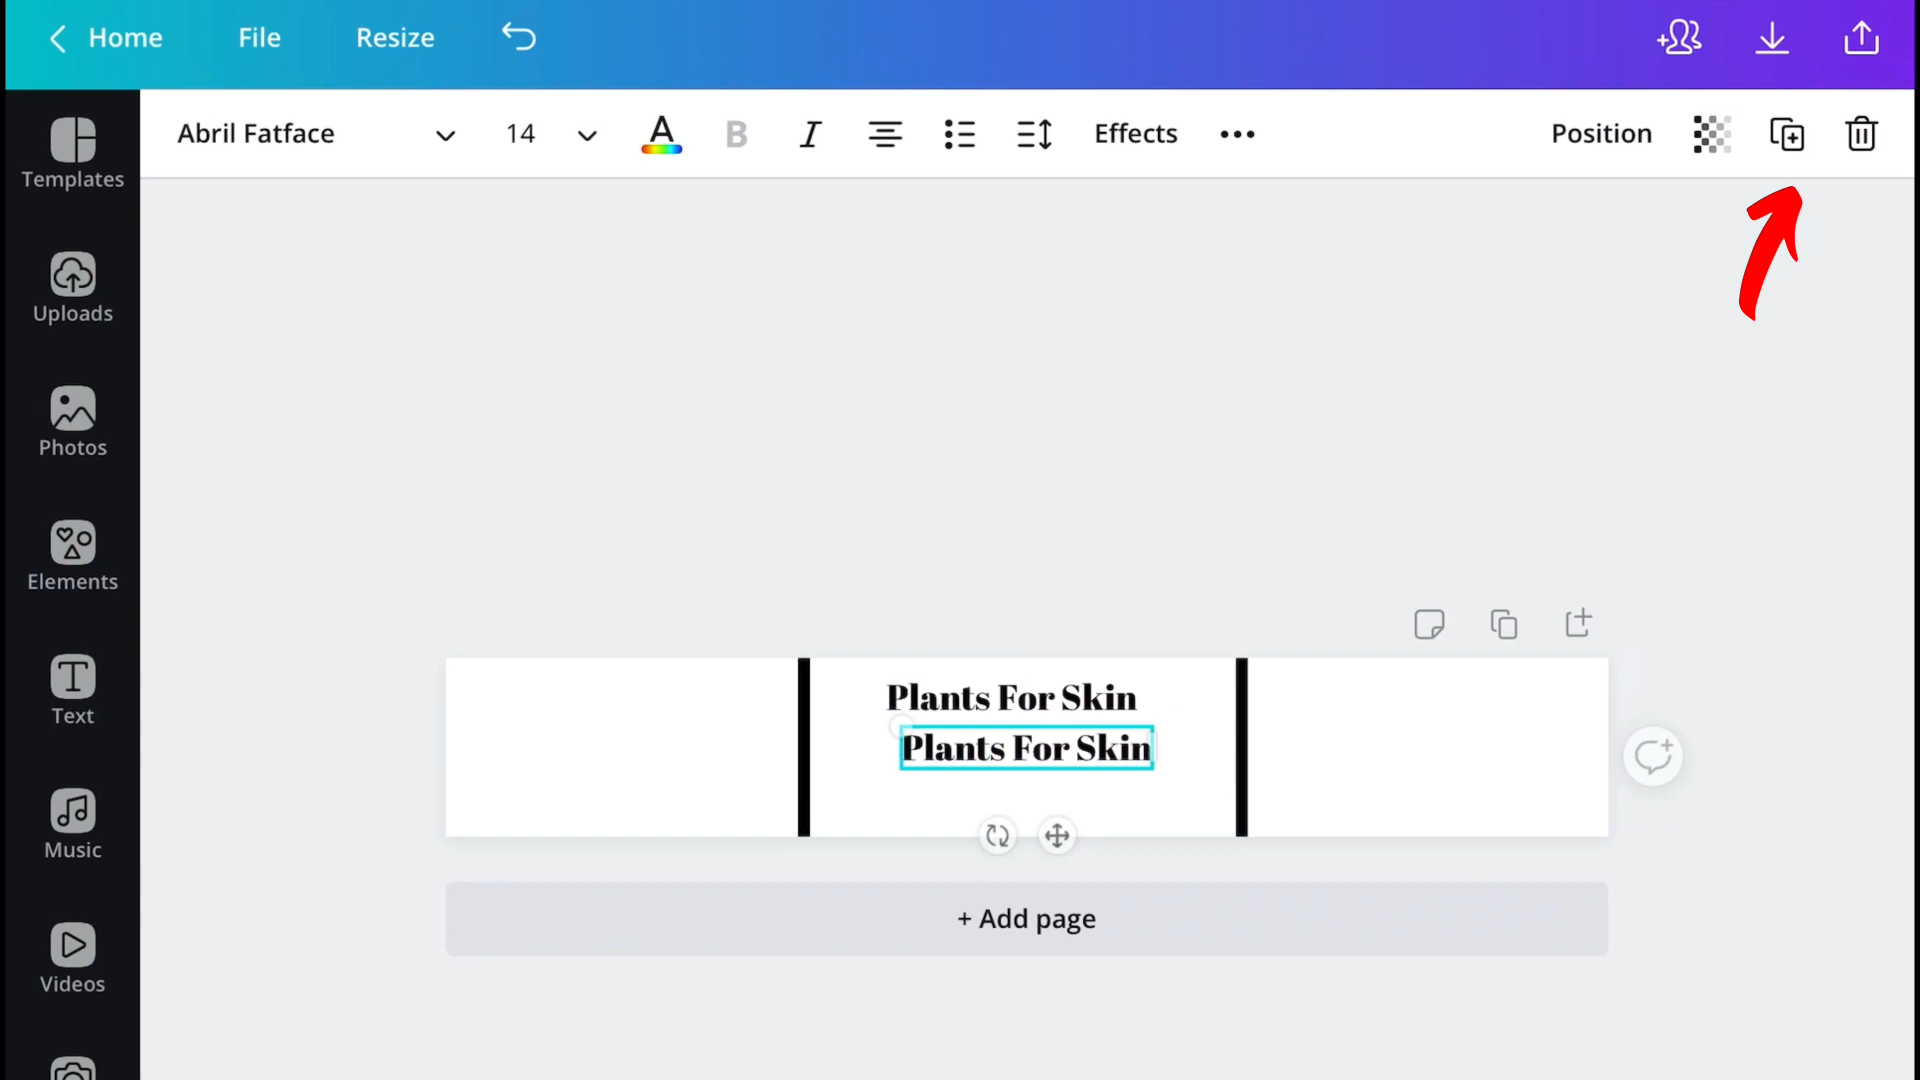 Home File Resize
Abril Fatface 14 A B I Effects Position
Templates
Uploads
Photos
Elements
Text
Music
Videos
Plants For Skin
Plants For Skin
+ Add page